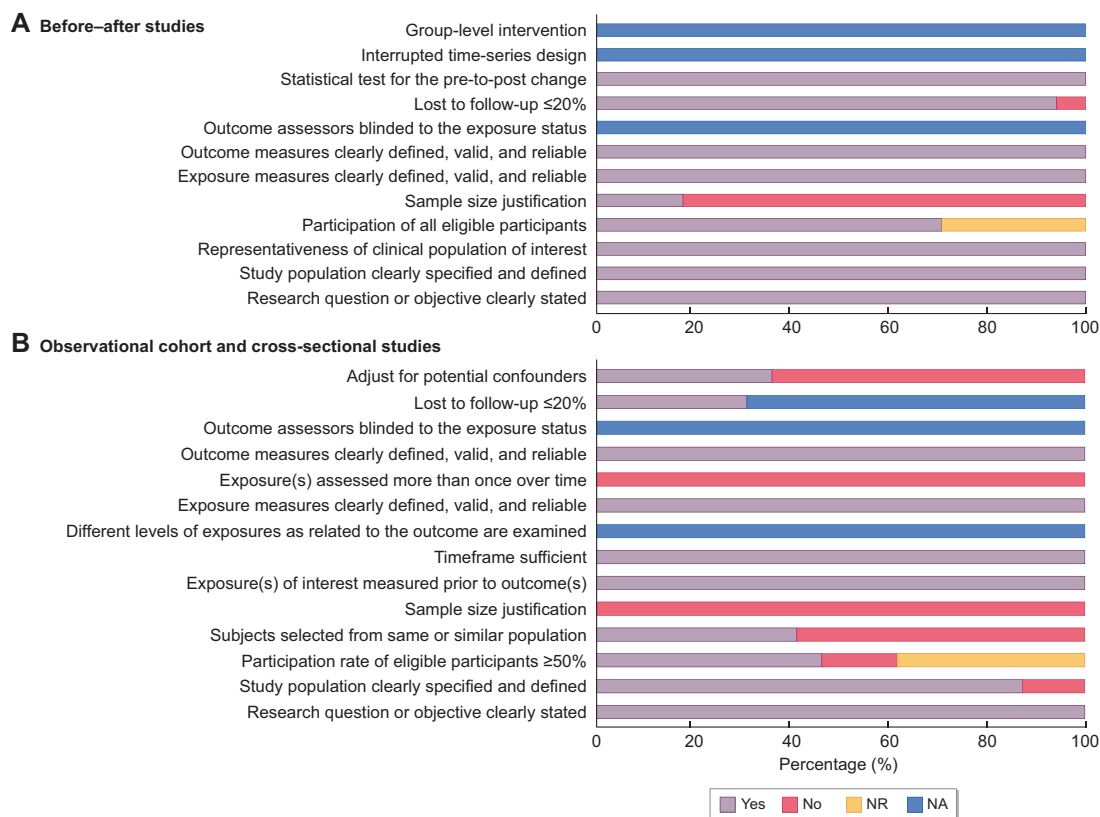 A Before–after studies
Group-level intervention
Interrupted time-series design
Statistical test for the pre-to-post change
Lost to follow-up ≤20%
Outcome assessors blinded to the exposure status
Outcome measures clearly defined, valid, and reliable
Exposure measures clearly defined, valid, and reliable
Sample size justification
Participation of all eligible participants
Representativeness of clinical population of interest
Study population clearly specified and defined
Research question or objective clearly stated
0 20 40 60 80 100
B Observational cohort and cross-sectional studies
Adjust for potential confounders
Lost to follow-up ≤20%
Outcome assessors blinded to the exposure status
Outcome measures clearly defined, valid, and reliable
Exposure(s) assessed more than once over time
Exposure measures clearly defined, valid, and reliable
Different levels of exposures as related to the outcome are examined
Timeframe sufficient
Exposure(s) of interest measured prior to outcome(s)
Sample size justification
Subjects selected from same or similar population
Participation rate of eligible participants ≥50%
Study population clearly specified and defined
Research question or objective clearly stated
0 20 40 60 80 100
Percentage (%)
Yes No NR NA